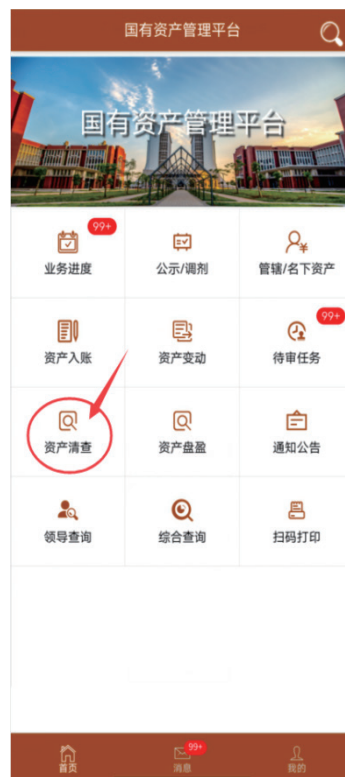 国有资产管理平台
国有资产管理平台
99+
业务进度
公示/调剂
管辖/名下资产
99+
资产入账
资产变动
待审任务
资产清查
资产盘盈
通知公告
领导查询
综合查询
扫码打印
99+
首页
消息
我的